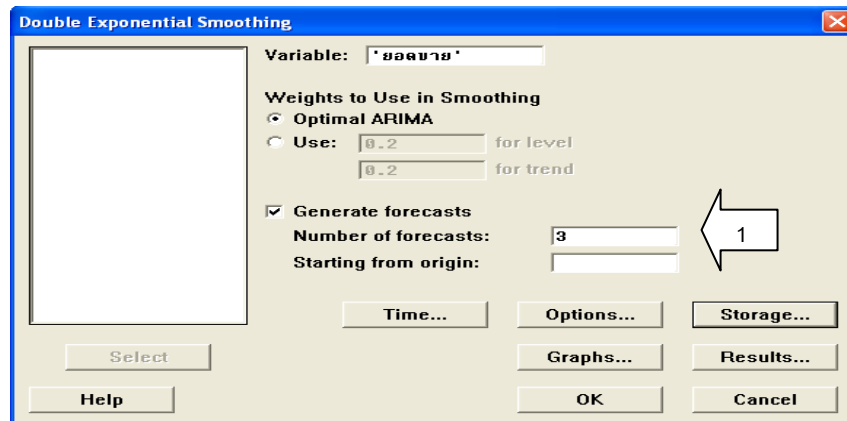 Double Exponential Smoothing
Variable: 'ยอดขาย'
Weights to Use in Smoothing
Optimal ARIMA
Use: 0.2 for level
0.2 for trend
Generate forecasts
Number of forecasts: 3
Starting from origin:
1
Time... Options... Storage...
Select Graphs... Results...
Help OK Cancel